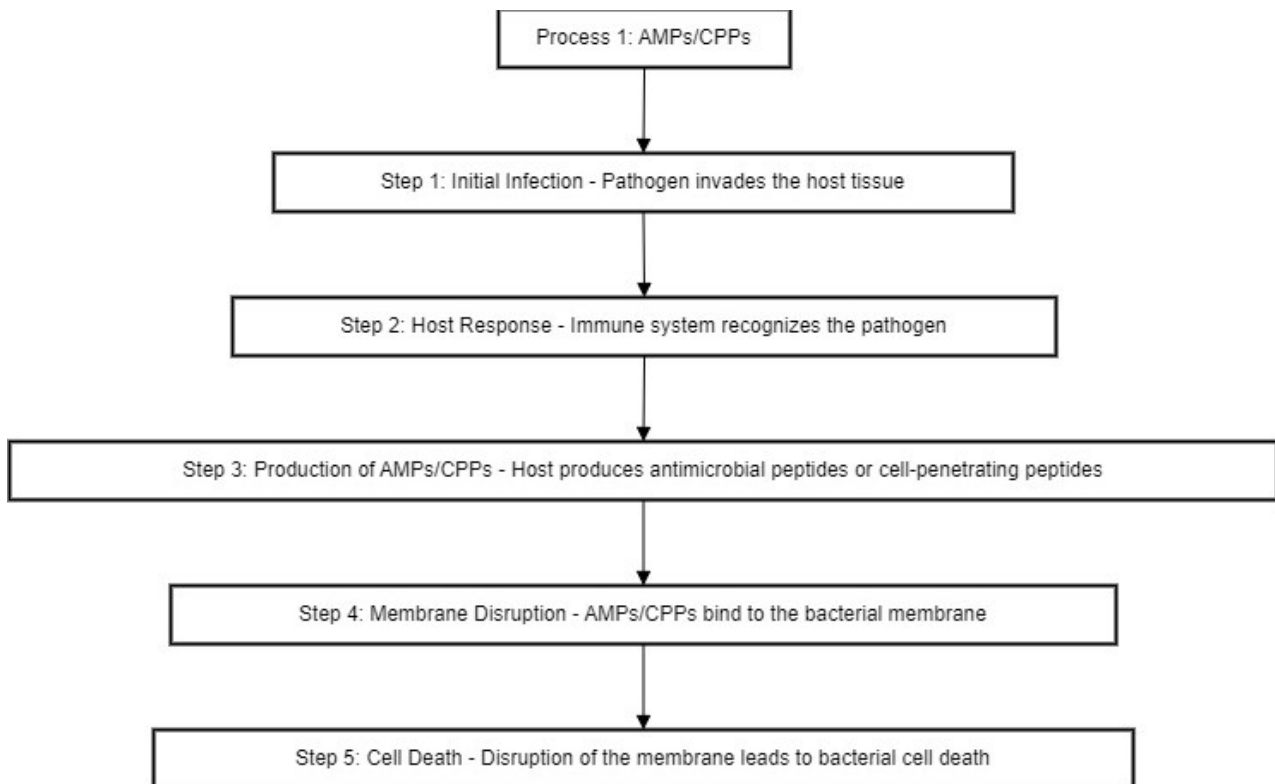 Process 1: AMPs/CPPs
Step 1: Initial Infection - Pathogen invades the host tissue
Step 2: Host Response - Immune system recognizes the pathogen
Step 3: Production of AMPs/CPPs - Host produces antimicrobial peptides or cell-penetrating peptides
Step 4: Membrane Disruption - AMPs/CPPs bind to the bacterial membrane
Step 5: Cell Death - Disruption of the membrane leads to bacterial cell death